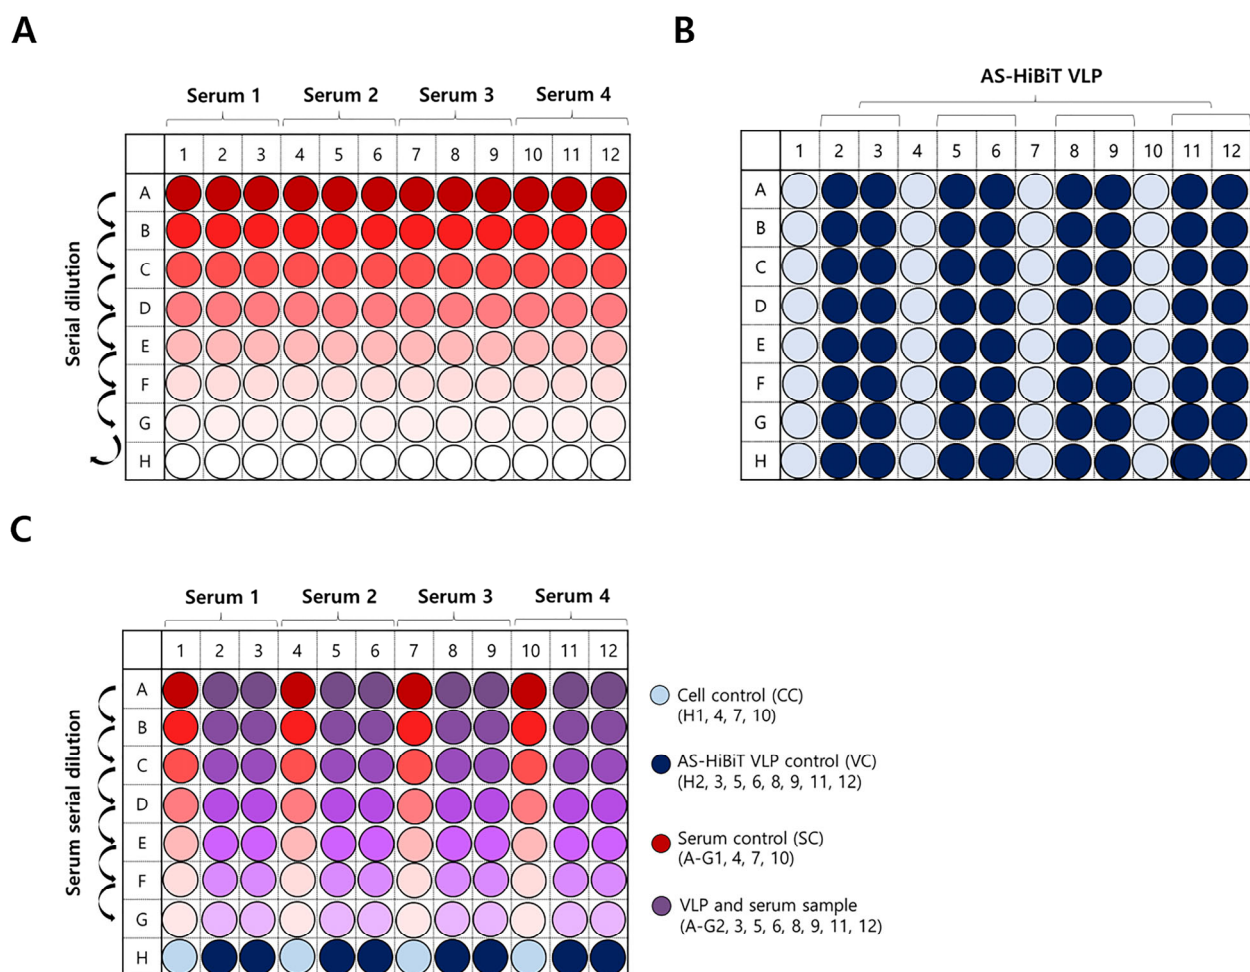 A
Serum 1 Serum 2 Serum 3 Serum 4
1 2 3 4 5 6 7 8 9 10 11 12
Serial dilution
A
B
C
D
E
F
G
H
B
AS-HiBiT VLP
1 2 3 4 5 6 7 8 9 10 11 12
A
B
C
D
E
F
G
H
C
Serum 1 Serum 2 Serum 3 Serum 4
1 2 3 4 5 6 7 8 9 10 11 12
Serum serial dilution
A
B
C
D
E
F
G
H
Cell control (CC)
(H1, 4, 7, 10)
AS-HiBiT VLP control (VC)
(H2, 3, 5, 6, 8, 9, 11, 12)
Serum control (SC)
(A-G1, 4, 7, 10)
VLP and serum sample
(A-G2, 3, 5, 6, 8, 9, 11, 12)